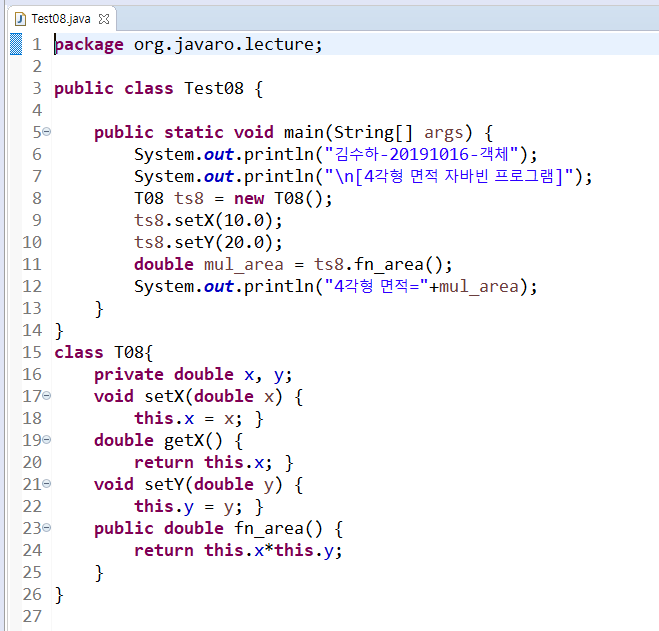 Test08.java
1 package org.javaro.lecture;
2
3 public class Test08 {
4
5     public static void main(String[] args) {
6         System.out.println("김수하-20191016-객체");
7         System.out.println("\n[4각형 면적 자바빈 프로그램]");
8         T08 ts8 = new T08();
9         ts8.setX(10.0);
10         ts8.setY(20.0);
11         double mul_area = ts8.fn_area();
12         System.out.println("4각형 면적="+mul_area);
13     }
14 }
15 class T08{
16     private double x, y;
17     void setX(double x) {
18         this.x = x; }
19     double getX() {
20         return this.x; }
21     void setY(double y) {
22         this.y = y; }
23     public double fn_area() {
24         return this.x*this.y;
25     }
26 }
27